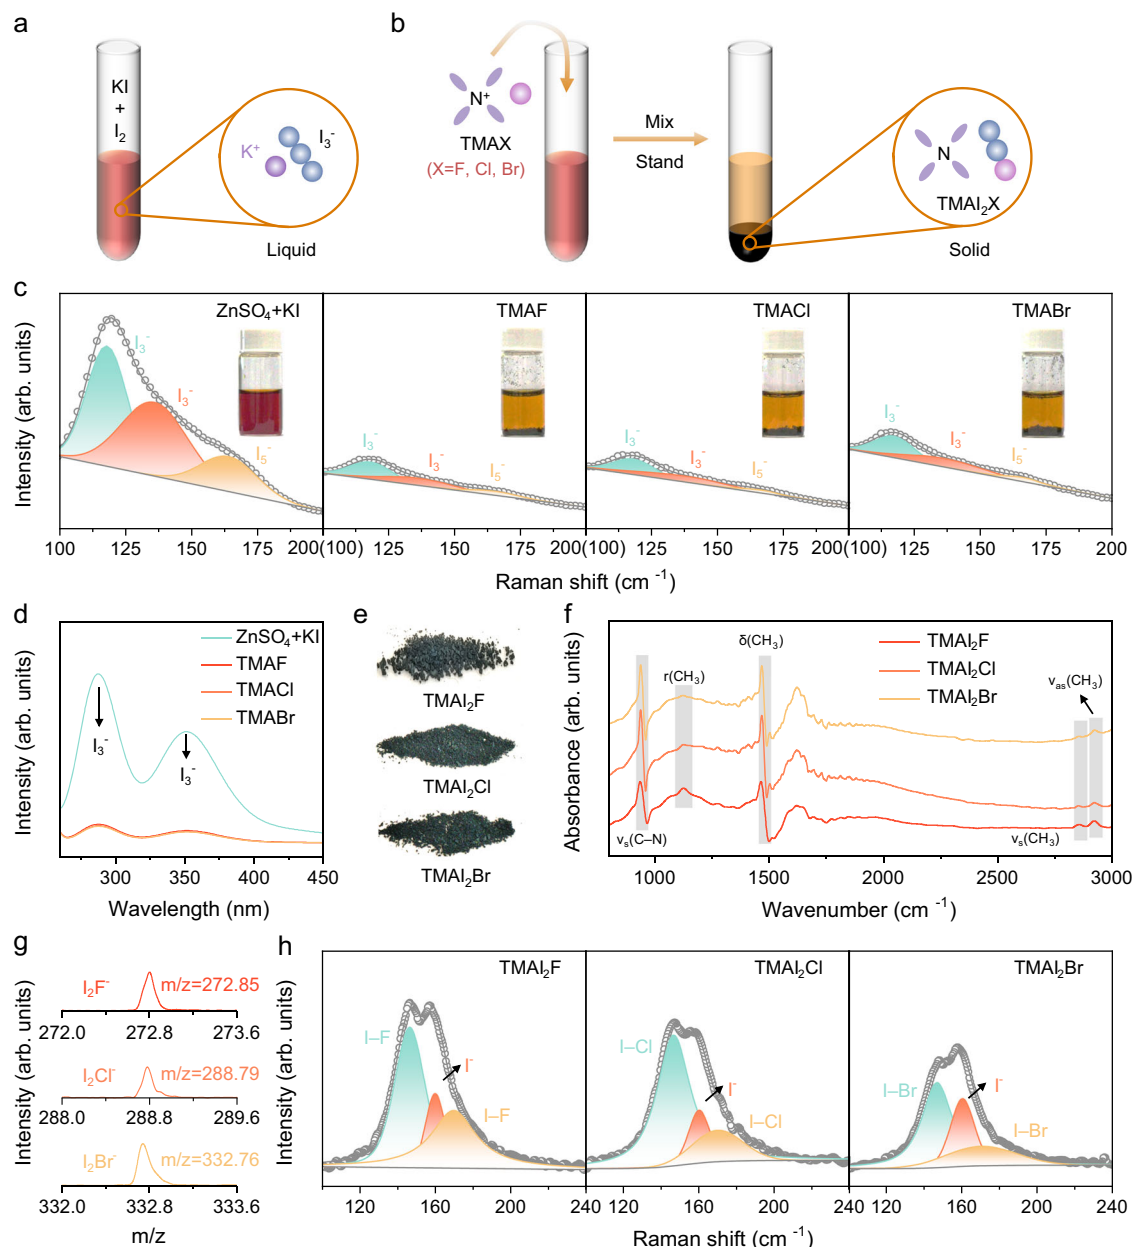 a
KI
+
I₂
K⁺
I₃⁻
Liquid
b
N⁺
TMAX
(X=F, Cl, Br)
Mix
Stand
N
TMAI₂X
Solid
c
Intensity (arb. units)
ZnSO₄+KI
I₃⁻
I₃⁻
I₅⁻
TMAF
I₃⁻
I₃⁻
I₅⁻
TMACl
I₃⁻
I₃⁻
I₅⁻
TMABr
I₃⁻
I₃⁻
I₅⁻
100 125 150 175 200(100) 125 150 175 200(100) 125 150 175 200(100) 125 150 175 200
Raman shift (cm ⁻¹)
d
Intensity (arb. units)
ZnSO₄+KI
TMAF
TMACl
TMABr
I₃⁻
I₃⁻
300 350 400 450
Wavelength (nm)
e
TMAI₂F
TMAI₂Cl
TMAI₂Br
f
Absorbance (arb. units)
TMAI₂F
TMAI₂Cl
TMAI₂Br
δ(CH₃)
r(CH₃)
vₐₛ(CH₃)
vₛ(C–N)
vₛ(CH₃)
1000 1500 2000 2500 3000
Wavenumber (cm ⁻¹)
g
Intensity (arb. units)
I₂F⁻ m/z=272.85
272.0 272.8 273.6
I₂Cl⁻ m/z=288.79
288.0 288.8 289.6
I₂Br⁻ m/z=332.76
332.0 332.8 333.6
m/z
h
Intensity (arb. units)
TMAI₂F
I–F
I⁻
I–F
TMAI₂Cl
I–Cl
I⁻
I–Cl
TMAI₂Br
I–Br
I⁻
I–Br
120 160 200 240 120 160 200 240 120 160 200 240
Raman shift (cm ⁻¹)